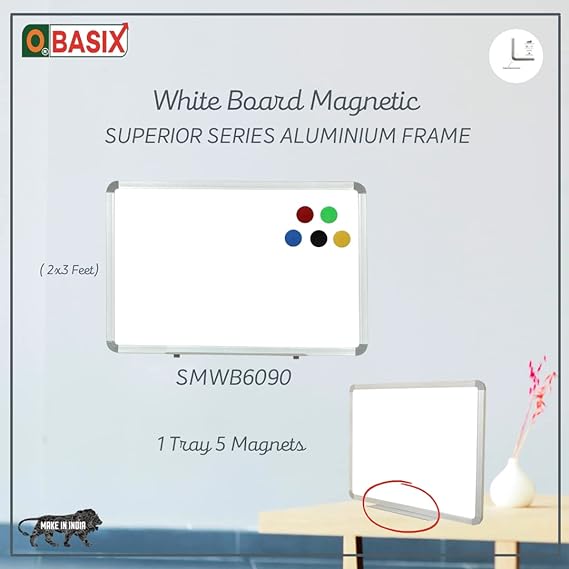 O. BASIX
White Board Magnetic
SUPERIOR SERIES ALUMINIUM FRAME
( 2x3 Feet)
SMWB6090
1 Tray 5 Magnets
MAKE IN INDIA